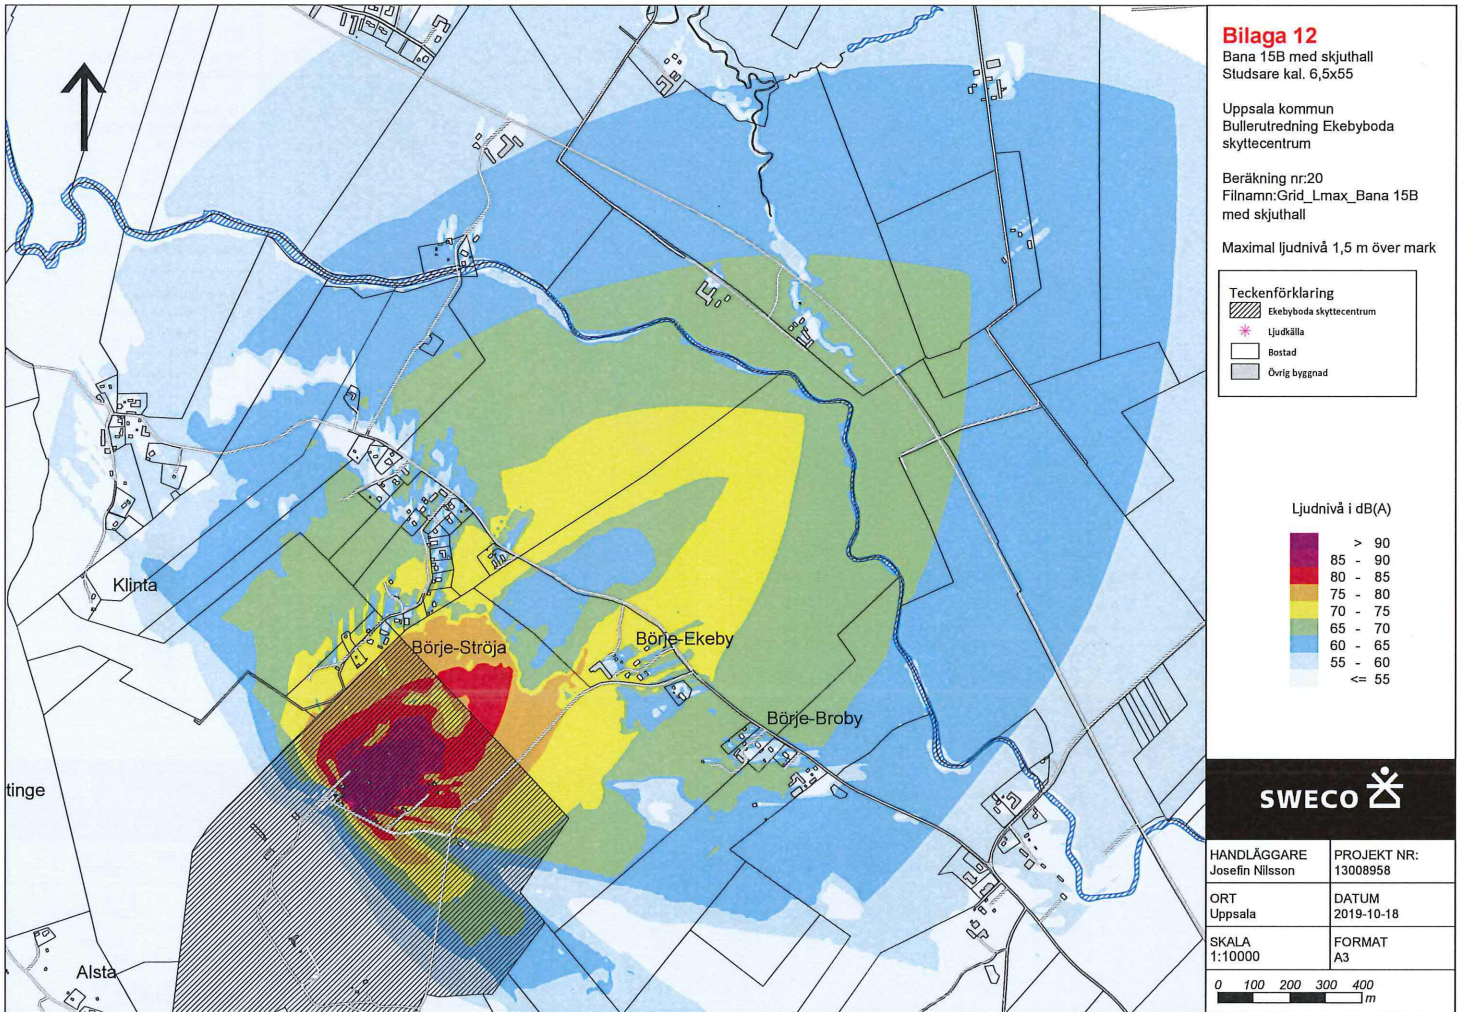 Bilaga 12
Bana 15B med skjuthall
Studsare kal. 6,5x55
Uppsala kommun
Bullerutredning Ekebyboda
skyttecentrum
Beräkning nr:20
Filnamn:Grid_Lmax_Bana 15B
med skjuthall
Maximal ljudnivå 1,5 m över mark
Teckenförklaring
Ekebyboda skyttecentrum
Ljudkälla
Bostad
Övrig byggnad
Ljudnivå i dB(A)
> 90
85 - 90
80 - 85
75 - 80
70 - 75
65 - 70
60 - 65
55 - 60
<= 55
Klinta
Börje-Ströja
Börje-Ekeby
Börje-Broby
tinge
Alsta
SWECO
HANDLÄGGARE
Josefin Nilsson
PROJEKT NR:
13008958
ORT
Uppsala
DATUM
2019-10-18
SKALA
1:10000
FORMAT
A3
0 100 200 300 400
m